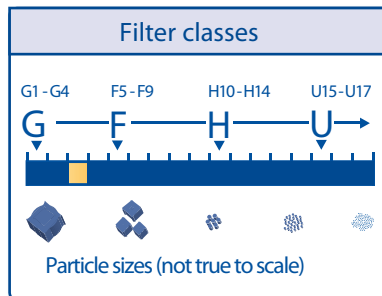 Filter classes
G1-G4 F5-F9 H10-H14 U15-U17
G F H U
Particle sizes (not true to scale)